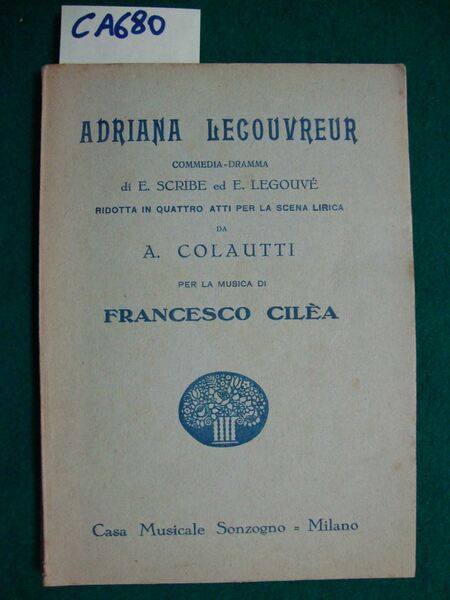 CA680
ADRIANA LECOUVREUR
COMMEDIA-DRAMMA
di E. SCRIBE ed E. LEGOUVÉ
RIDOTTA IN QUATTRO ATTI PER LA SCENA LIRICA
DA
A. COLAUTTI
PER LA MUSICA DI
FRANCESCO CILÈA
Casa Musicale Sonzogno = Milano